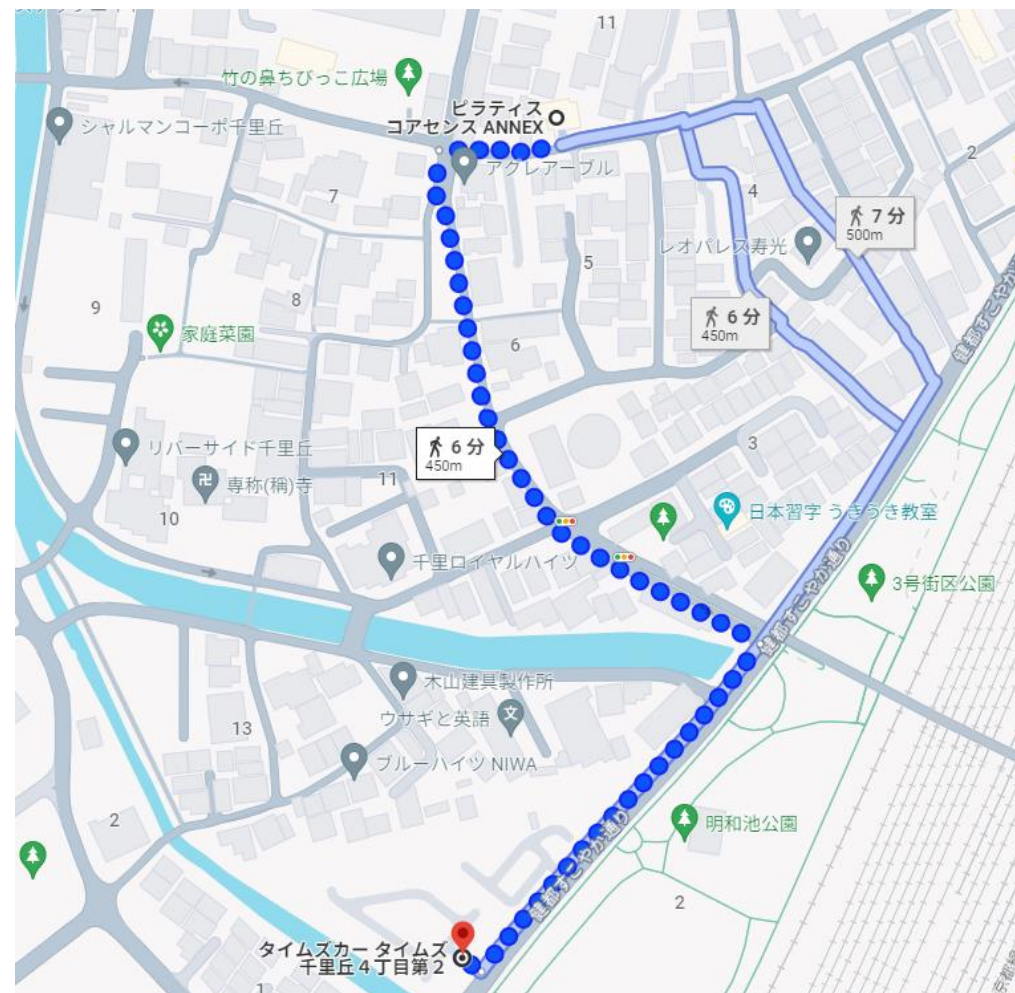 11
竹の鼻ちびっこ広場
ピラティス
コアセンス ANNEX
シャルマンコーポ千里丘
アクレアーブル
2
7
4
7 分
500m
レオパレス寿光
5
9
8
6 分
450m
家庭菜園
6
健都すこやか通り
6 分
450m
リバーサイド千里丘
3
専称(稱)寺
11
10
日本習字 うきうき教室
千里ロイヤルハイツ
3号街区公園
健都すこやか通り
木山建具製作所
ウサギと英語
13
ブルーハイツ NIWA
2
明和池公園
健都すこやか通り
2
タイムズカー タイムズ
千里丘4丁目第2
1